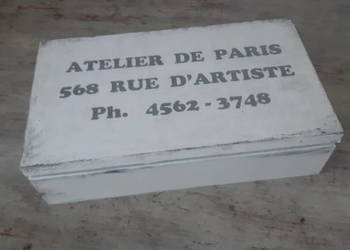 ATELIER DE PARIS
568 RUE D'ARTISTE
Ph. 4562-3748